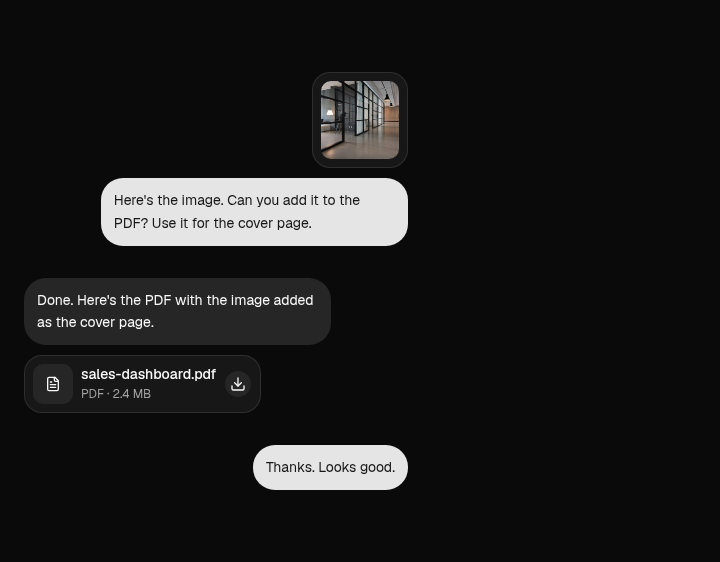 Here's the image. Can you add it to the
PDF? Use it for the cover page.
Done. Here's the PDF with the image added
as the cover page.
sales-dashboard.pdf
PDF · 2.4 MB
Thanks. Looks good.